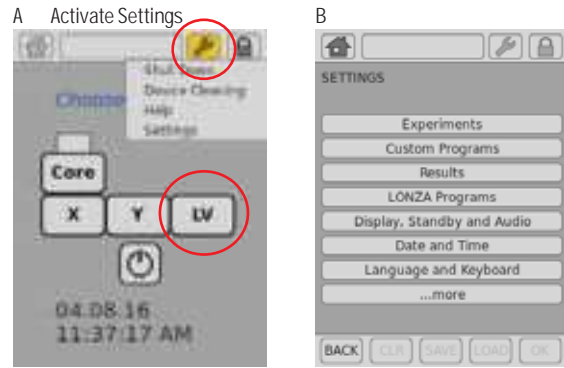 A Activate Settings
Shut Down
Device Cleaning
Help
Settings
Core
X Y LV
04.08.16
11:37:17 AM
B
SETTINGS
Experiments
Custom Programs
Results
LONZA Programs
Display, Standby and Audio
Date and Time
Language and Keyboard
...more
BACK CLR SAVE LOAD OK